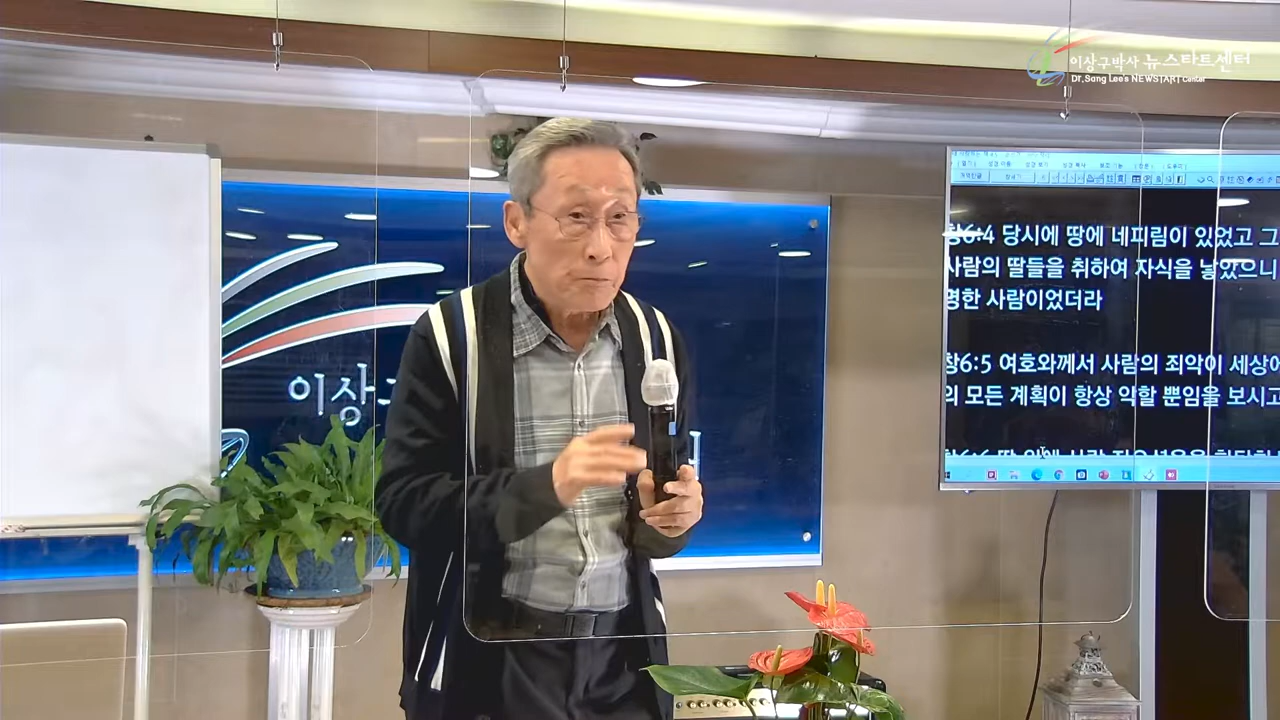 이상구박사 뉴스타트센터
Dr. Sang Lee's NEWSTART Center
이상구
창6:4 당시에 땅에 네피림이 있었고 그
사람의 딸들을 취하여 자식을 낳았으니
명한 사람이었더라
창6:5 여호와께서 사람의 죄악이 세상에
의 모든 계획이 항상 악할 뿐임을 보시고